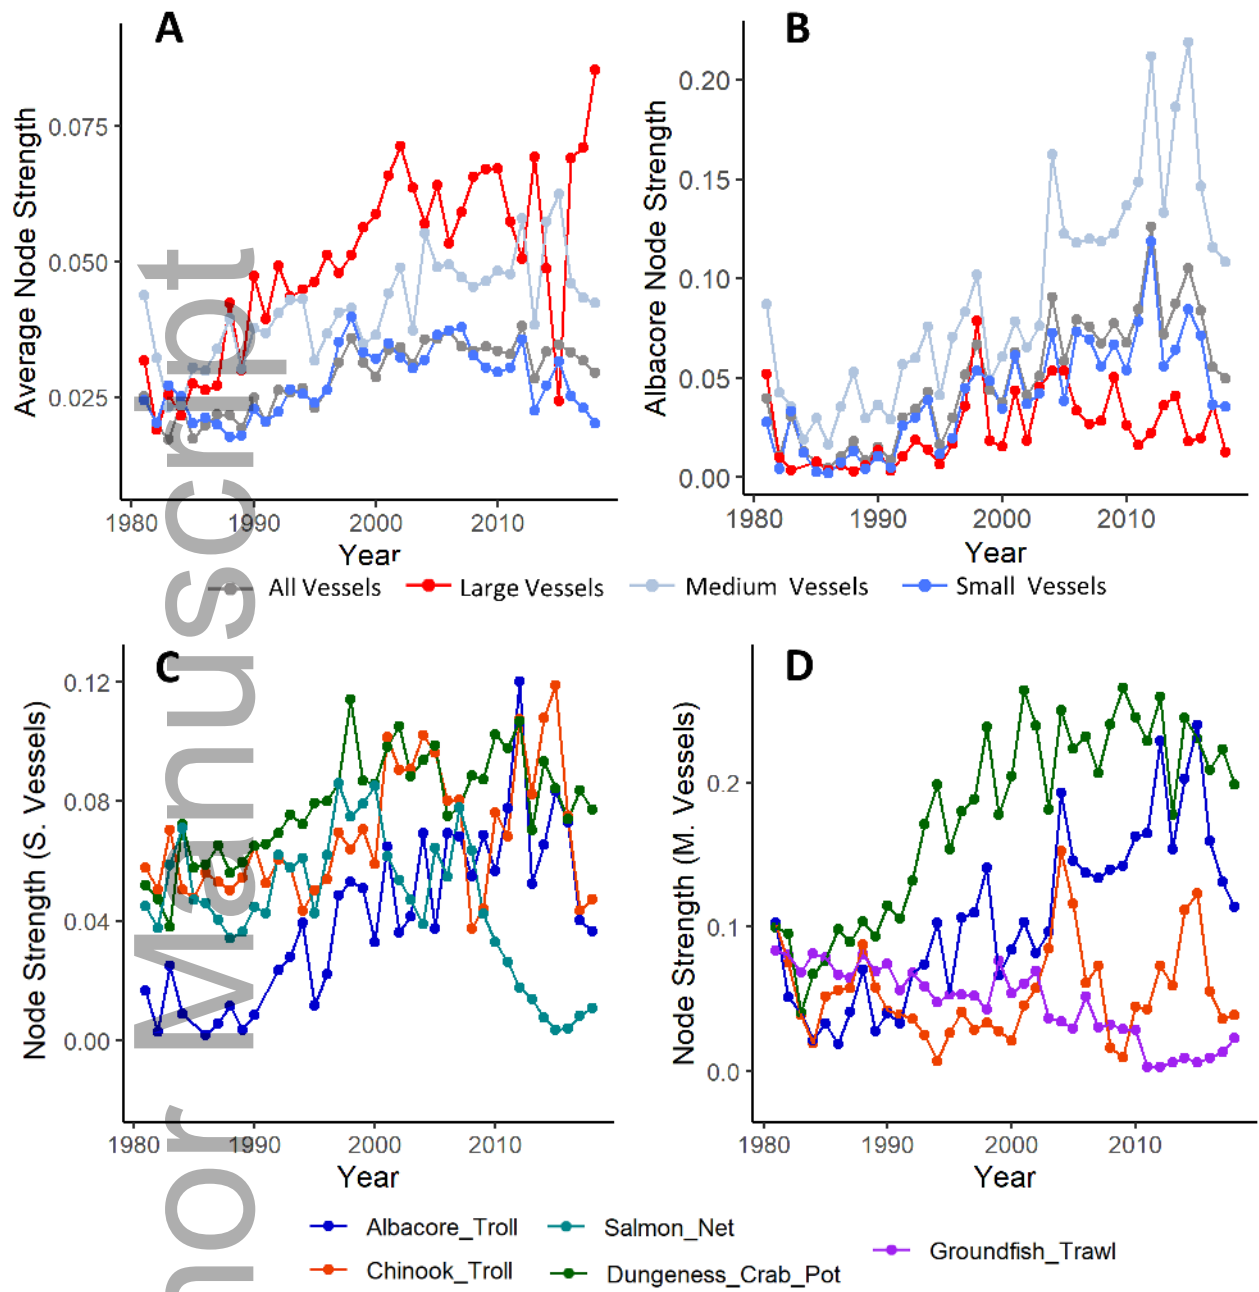 A
B
Average Node Strength
0.075
0.050
0.025
1980
1990
2000
2010
Year
Albacore Node Strength
0.20
0.15
0.10
0.05
0.00
1980
1990
2000
2010
Year
All Vessels
Large Vessels
Medium Vessels
Small Vessels
C
D
Node Strength (S. Vessels)
0.12
0.08
0.04
0.00
1980
1990
2000
2010
Year
Node Strength (M. Vessels)
0.2
0.1
0.0
1980
1990
2000
2010
Year
Albacore_Troll
Salmon_Net
Groundfish_Trawl
Chinook_Troll
Dungeness_Crab_Pot
hor Manuscript